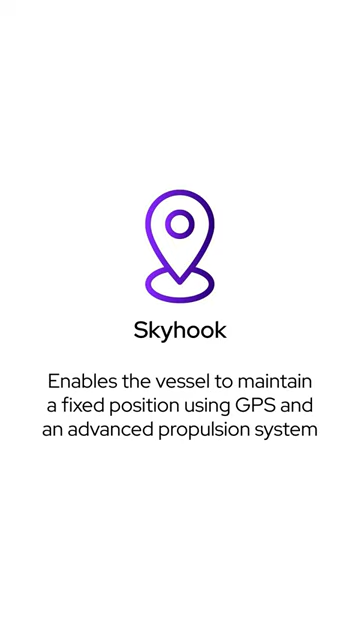 Skyhook
Enables the vessel to maintain
a fixed position using GPS and
an advanced propulsion system